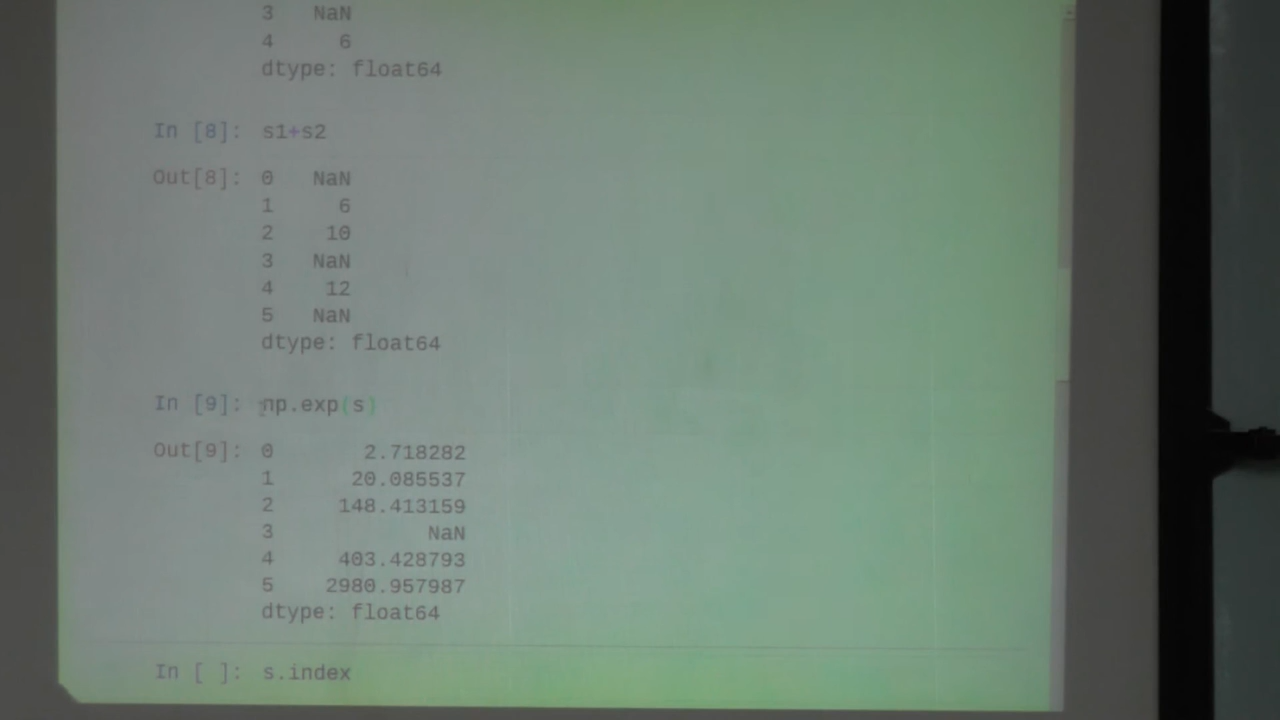 3 NaN
4 6
dtype: float64
In [8]: s1+s2
Out[8]: 0 NaN
1 6
2 10
3 NaN
4 12
5 NaN
dtype: float64
In [9]: np.exp(s)
Out[9]: 0 2.718282
1 20.085537
2 148.413159
3 NaN
4 403.428793
5 2980.957987
dtype: float64
In [ ]: s.index